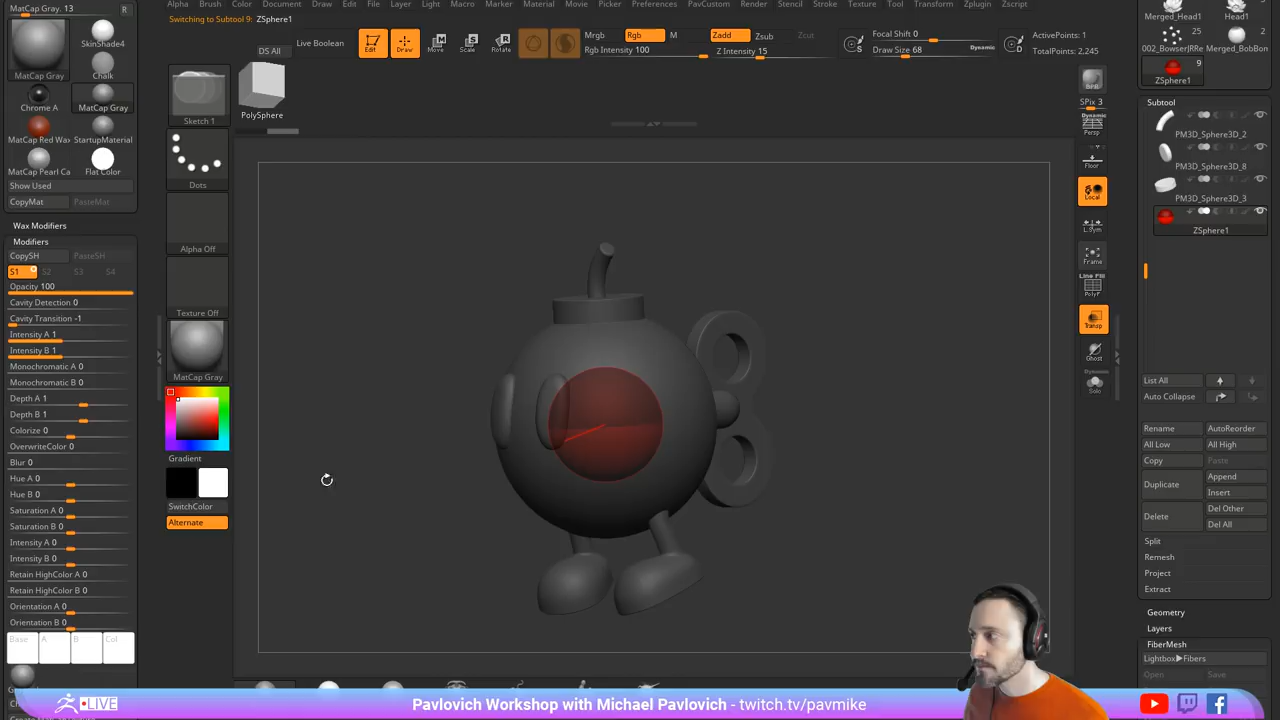 MatCap Gray. 13
R
Alpha Brush Color Document Draw Edit File Layer Light Macro Marker Material Movie Picker Preferences PavCustom Render Stencil Stroke Texture Tool Transform Zplugin Zscript
Switching to Subtool 9: ZSphere1
MatCap Gray
SkinShade4
Chalk
Chrome A
MatCap Gray
MatCap Red Wax
StartupMaterial
MatCap Pearl Ca
Flat Color
Show Used
CopyMat PasteMat
Wax Modifiers
Modifiers
CopySH PasteSH
S1 S2 S3 S4
Opacity 100
Cavity Detection 0
Cavity Transition -1
Intensity A 1
Intensity B 1
Monochromatic A 0
Monochromatic B 0
Depth A 1
Depth B 1
Colorize 0
OverwriteColor 0
Blur 0
Hue A 0
Hue B 0
Saturation A 0
Saturation B 0
Intensity A 0
Intensity B 0
Retain HighColor A 0
Retain HighColor B 0
Orientation A 0
Orientation B 0
Base A B Col
DS All
Live Boolean
Edit
Draw
Move
Scale
Rotate
Mrgb Rgb M
Rgb Intensity 100
Zadd Zsub Zcut
Z Intensity 15
S
Focal Shift 0
Draw Size 68
Dynamic
D
ActivePoints: 1
TotalPoints: 2,245
Sketch 1
PolySphere
Dots
Alpha Off
Texture Off
MatCap Gray
Gradient
SwitchColor
Alternate
BPR
SPix 3
Dynamic
Persp
Floor
Local
L.Sym
Frame
Line Fill
PolyF
Transp
Ghost
Dynamic
Solo
Merged_Head1 Head1
25
002_BowserJRRe Merged_BobBon
2
9
ZSphere1
Subtool
PM3D_Sphere3D_2
PM3D_Sphere3D_8
PM3D_Sphere3D_3
ZSphere1
List All
Auto Collapse
Rename AutoReorder
All Low All High
Copy Paste
Duplicate
Append
Insert
Delete
Del Other
Del All
Split
Remesh
Project
Extract
Geometry
Layers
FiberMesh
Lightbox▶Fibers
Open Save
LIVE
Pavlovich Workshop with Michael Pavlovich - twitch.tv/pavmike